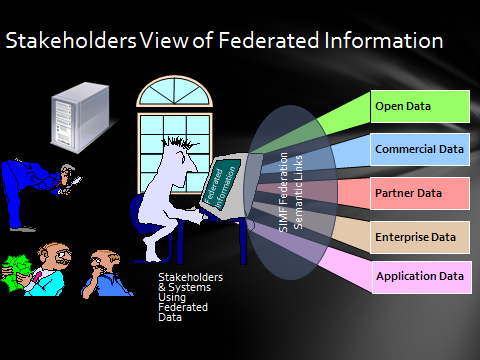 Stakeholders View of Federated Information
Open Data
Commercial Data
Partner Data
Enterprise Data
Application Data
SIMF Federation
Semantic Links
Federated
Information
Stakeholders
& Systems
Using
Federated
Data